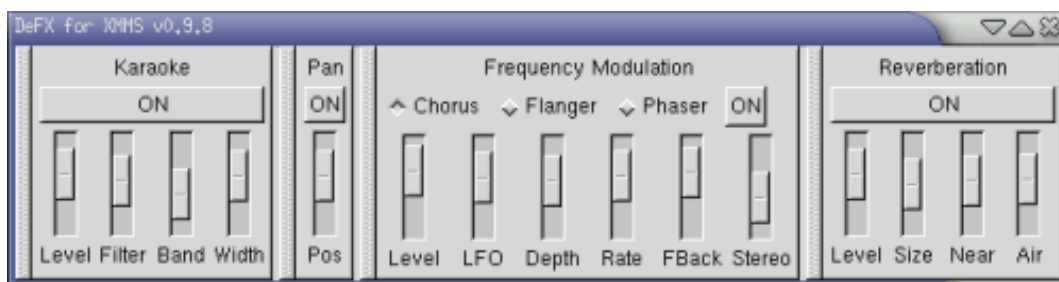 DeFX for XMMS v0.9.8
Karaoke
ON
Level Filter Band Width
Pan
ON
Pos
Frequency Modulation
Chorus Flanger Phaser ON
Level LFO Depth Rate FBack Stereo
Reverberation
ON
Level Size Near Air